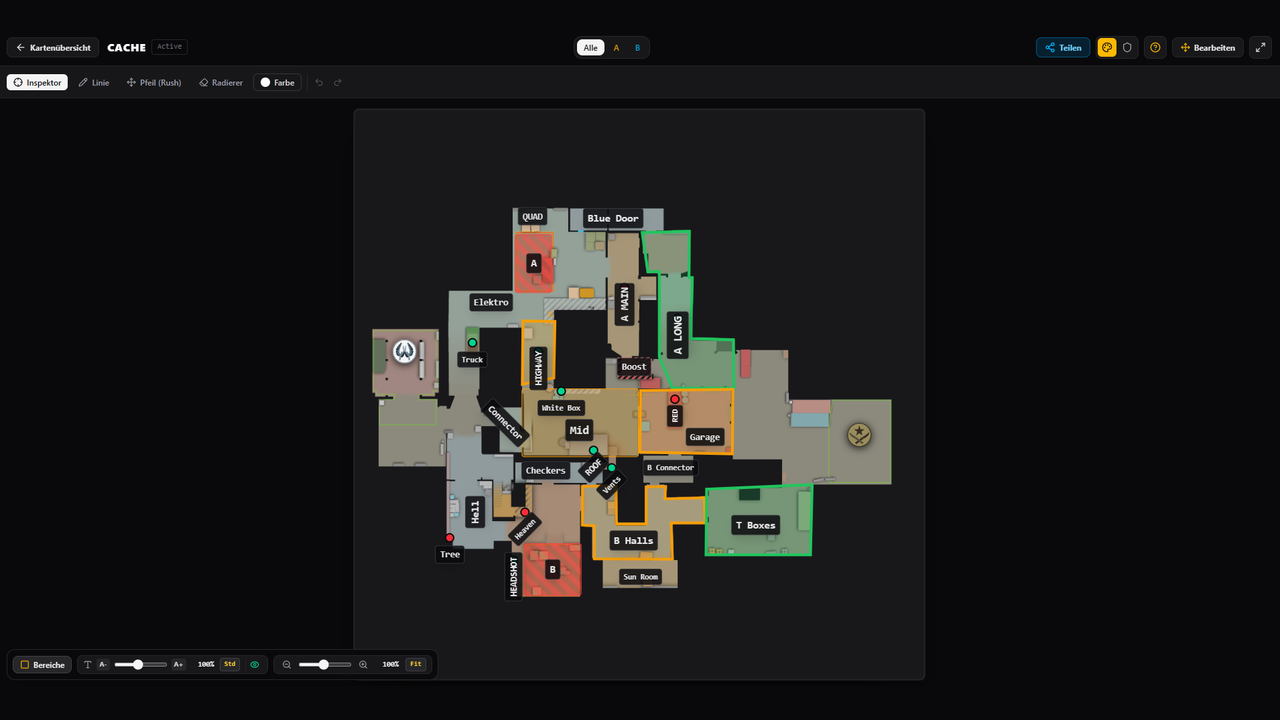 Kartenübersicht
CACHE
Active
Alle
A
B
Teilen
Bearbeiten
Inspektor
Linie
Pfeil (Rush)
Radierer
Farbe
QUAD
Blue Door
A
Elektro
A MAIN
A LONG
Truck
HIGHWAY
Boost
White Box
Connector
Mid
RED
Garage
Checkers
ROOF
B Connector
Vents
Hell
Heaven
T Boxes
B Halls
Tree
HEADSHOT
B
Sun Room
Bereiche
A-
A+
100%
Std
100%
Fit